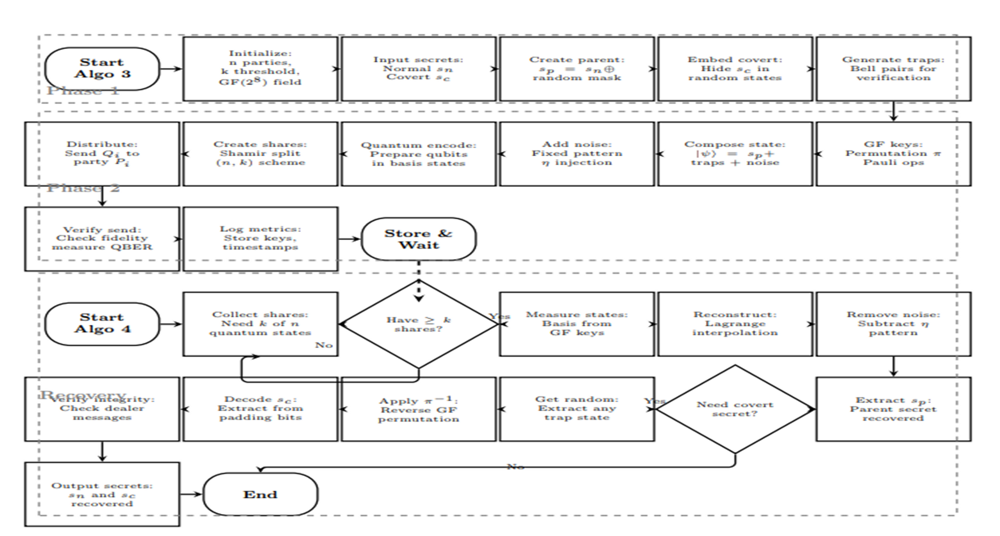 Start
Algo 3
Phase 1
Initialize:
n parties,
k threshold,
GF(2⁸) field
Input secrets:
Normal sₙ
Covert s_c
Create parent:
s_p = sₙ⊕
random mask
Embed covert:
Hide s_c in
random states
Generate traps:
Bell pairs for
verification
Distribute:
Send Q_i to
party P_i
Create shares:
Shamir split
(n, k) scheme
Quantum encode:
Prepare qubits
in basis states
Add noise:
Fixed pattern
η injection
Compose state:
|ψ⟩ = s_p+
traps + noise
GF keys:
Permutation π
Pauli ops
Phase 2
Verify send:
Check fidelity
measure QBER
Log metrics:
Store keys,
timestamps
Store &
Wait
Start
Algo 4
Collect shares:
Need k of n
quantum states
No
Have ≥ k
shares?
Yes
Measure states:
Basis from
GF keys
Reconstruct:
Lagrange
interpolation
Remove noise:
Subtract η
pattern
Recovery
Verify integrity:
Check dealer
messages
Decode s_c:
Extract from
padding bits
Apply π⁻¹:
Reverse GF
permutation
Get random:
Extract any
trap state
Yes
Need covert
secret?
Extract s_p:
Parent secret
recovered
No
Output secrets:
sₙ and s_c
recovered
End